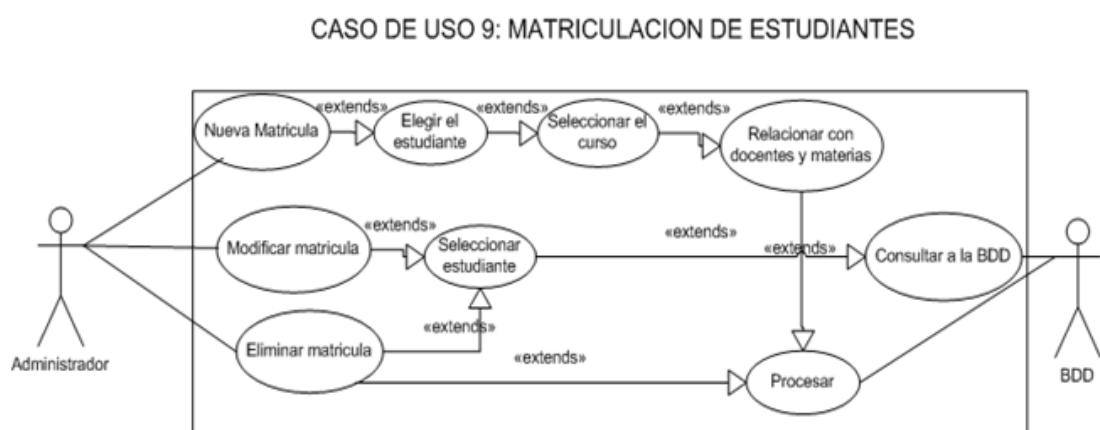 CASO DE USO 9: MATRICULACION DE ESTUDIANTES
«extends»
«extends»
«extends»
Nueva Matricula
Elegir el
estudiante
Seleccionar el
curso
Relacionar con
docentes y materias
«extends»
«extends»
«extends»
Modificar matricula
Seleccionar
estudiante
Consultar a la BDD
«extends»
Eliminar matricula
«extends»
Procesar
Administrador
BDD